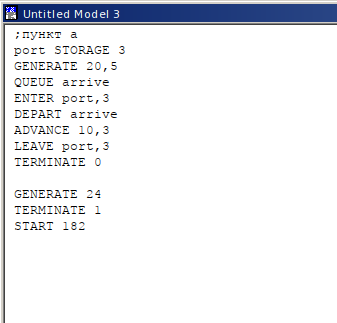 Untitled Model 3
;пункт а
port STORAGE 3
GENERATE 20,5
QUEUE arrive
ENTER port,3
DEPART arrive
ADVANCE 10,3
LEAVE port,3
TERMINATE 0
GENERATE 24
TERMINATE 1
START 182